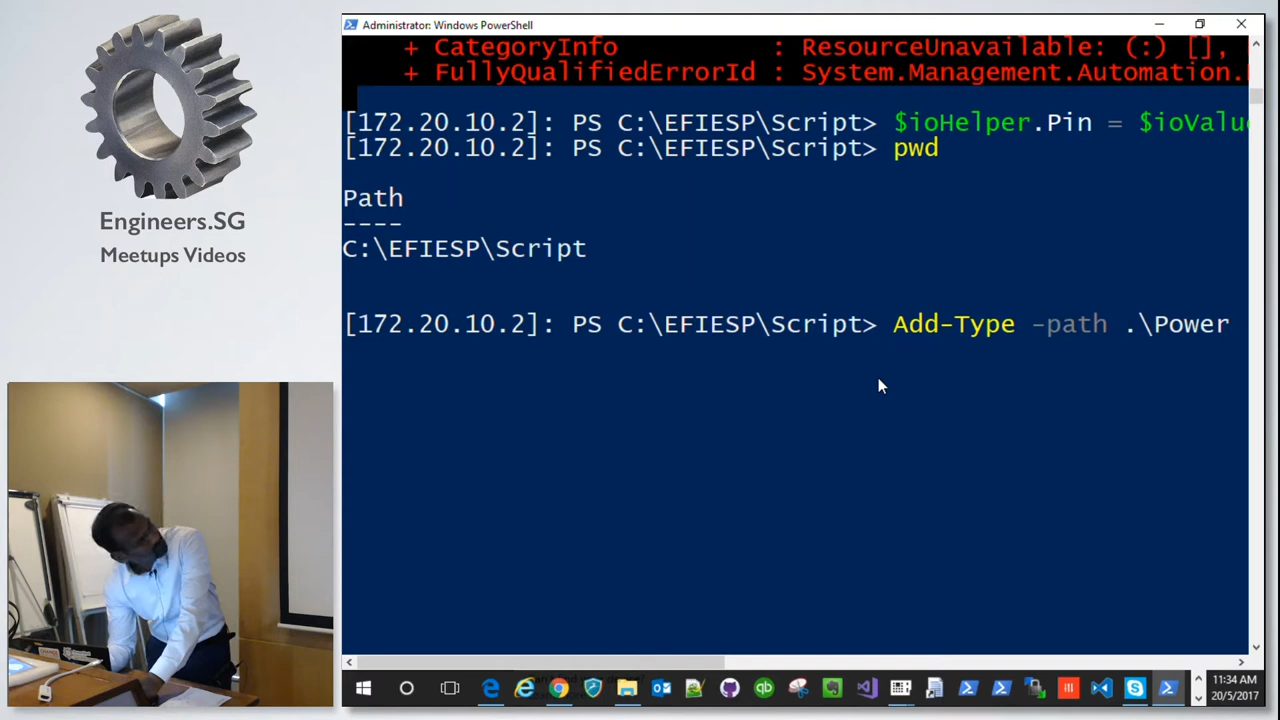 Administrator: Windows PowerShell
+ CategoryInfo : ResourceUnavailable: (:) [],
+ FullyQualifiedErrorId : System.Management.Automation.
[172.20.10.2]: PS C:\EFIESP\Script> $ioHelper.Pin = $ioValu
[172.20.10.2]: PS C:\EFIESP\Script> pwd
Path
----
C:\EFIESP\Script
[172.20.10.2]: PS C:\EFIESP\Script> Add-Type -path .\Power
Engineers.SG
Meetups Videos
11:34 AM
20/5/2017